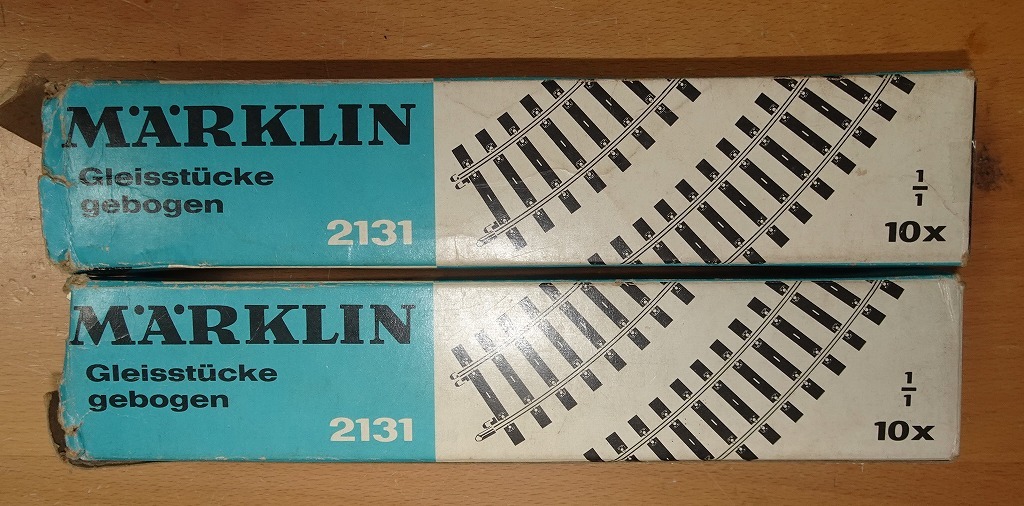 MÄRKLIN
Gleisstücke
gebogen
2131
1/1
10x
MÄRKLIN
Gleisstücke
gebogen
2131
1/1
10x